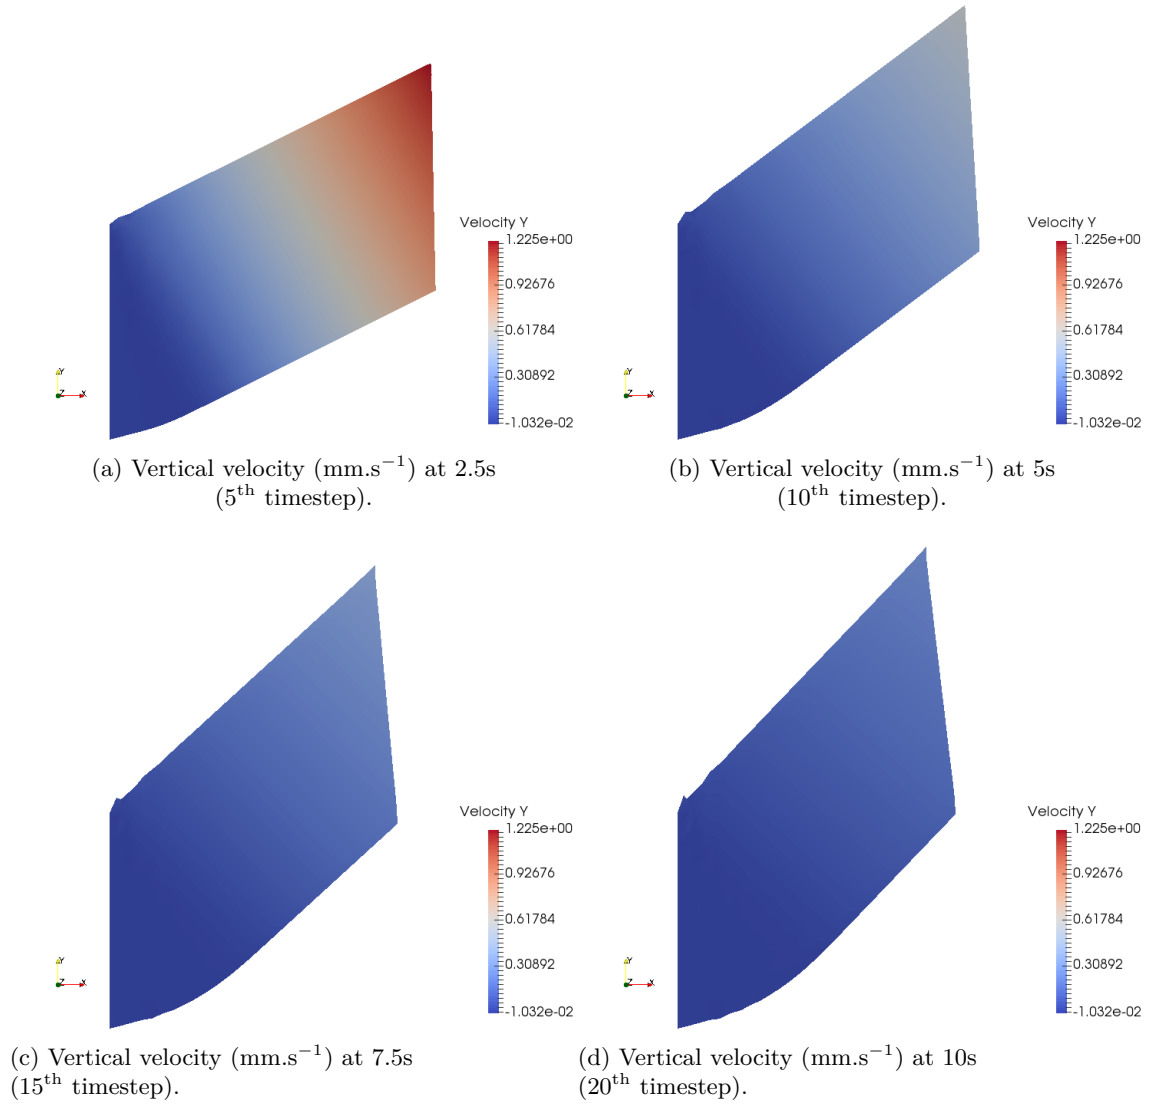 Velocity Y
1.225e+00
0.92676
0.61784
0.30892
-1.032e-02
Y
Z
X
(a) Vertical velocity (mm.s⁻¹) at 2.5s
(5ᵗʰ timestep).
Velocity Y
1.225e+00
0.92676
0.61784
0.30892
-1.032e-02
Y
Z
X
(b) Vertical velocity (mm.s⁻¹) at 5s
(10ᵗʰ timestep).
Velocity Y
1.225e+00
0.92676
0.61784
0.30892
-1.032e-02
Y
Z
X
(c) Vertical velocity (mm.s⁻¹) at 7.5s
(15ᵗʰ timestep).
Velocity Y
1.225e+00
0.92676
0.61784
0.30892
-1.032e-02
Y
Z
X
(d) Vertical velocity (mm.s⁻¹) at 10s
(20ᵗʰ timestep).